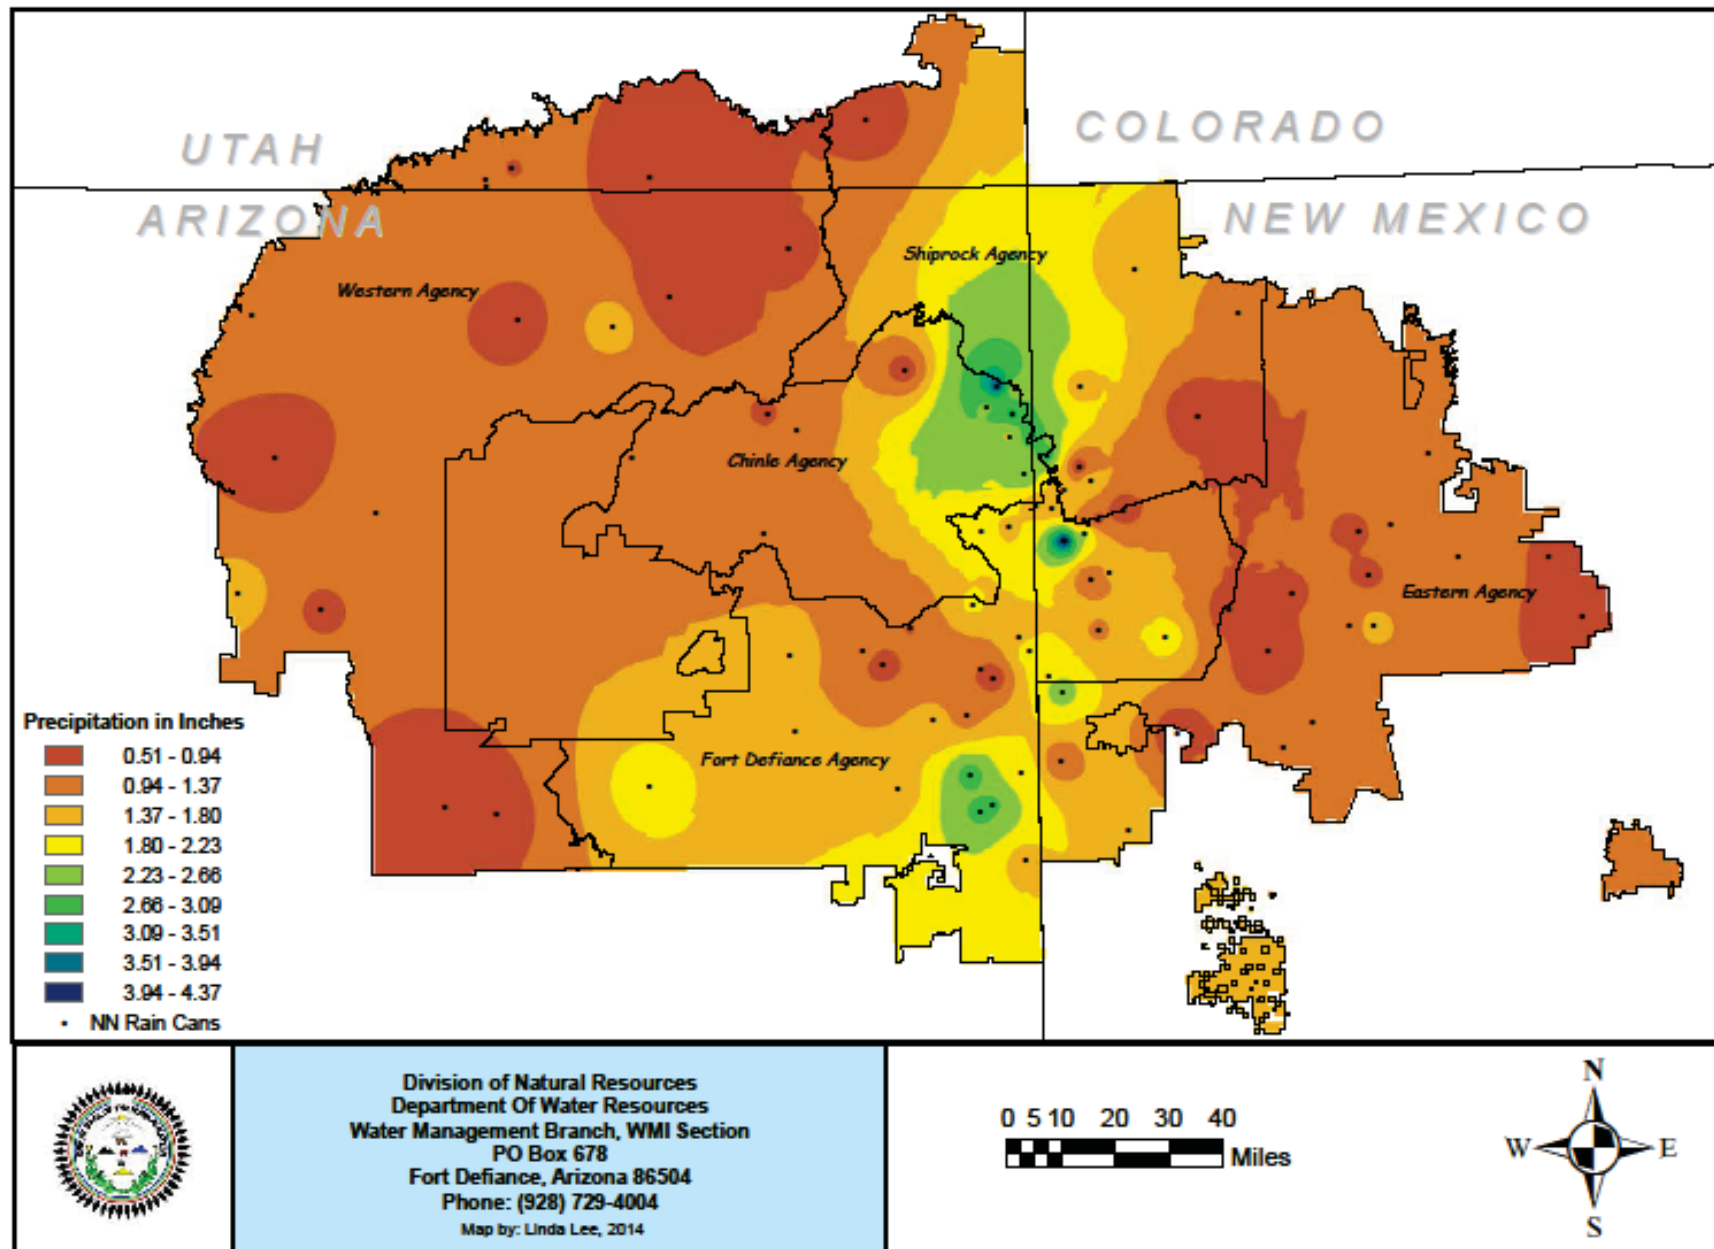 UTAH
COLORADO
ARIZONA
NEW MEXICO
Shiprock Agency
Western Agency
Chinle Agency
Eastern Agency
Fort Defiance Agency
Precipitation in Inches
0.51 - 0.94
0.94 - 1.37
1.37 - 1.80
1.80 - 2.23
2.23 - 2.66
2.66 - 3.09
3.09 - 3.51
3.51 - 3.94
3.94 - 4.37
NN Rain Cans
Division of Natural Resources
Department Of Water Resources
Water Management Branch, WMI Section
PO Box 678
Fort Defiance, Arizona 86504
Phone: (928) 729-4004
Map by: Linda Lee, 2014
0 5 10 20 30 40
Miles
N
W E
S